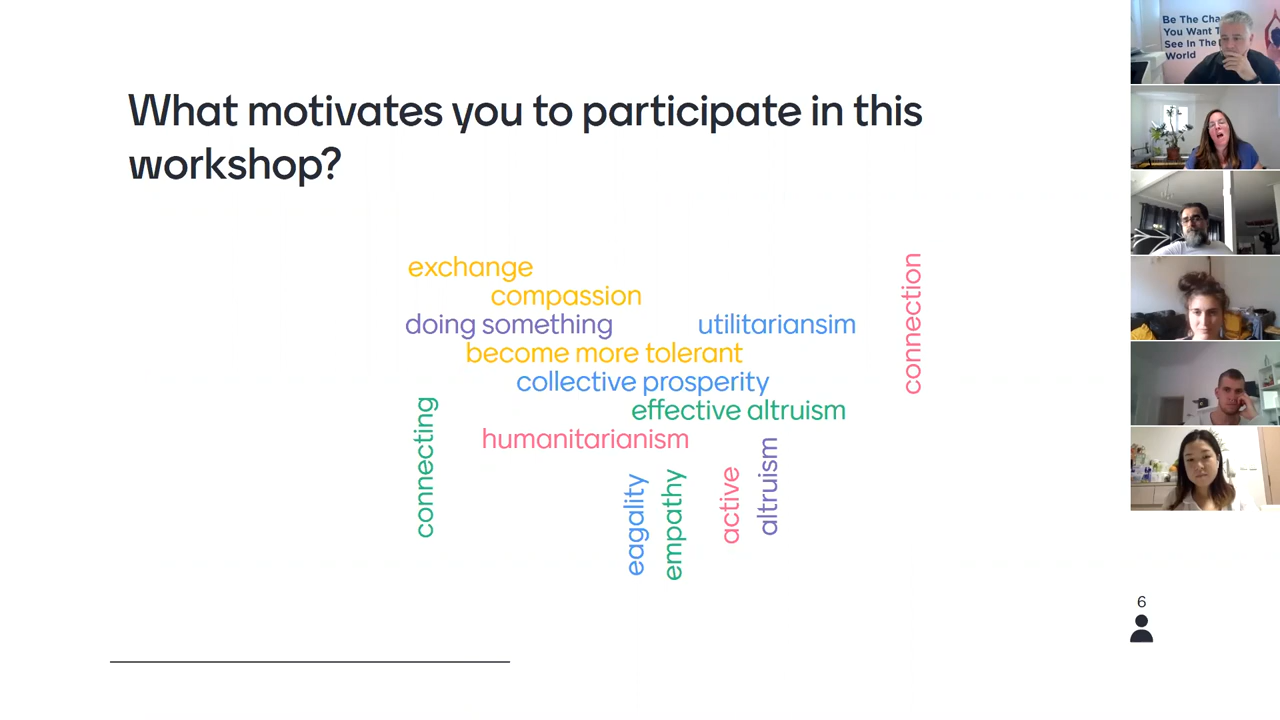 What motivates you to participate in this
workshop?
exchange
compassion
doing something
utilitariansim
connection
become more tolerant
collective prosperity
effective altruism
connecting
humanitarianism
eagality
empathy
active
altruism
6
Be The Cha
You Want T
See In The
World